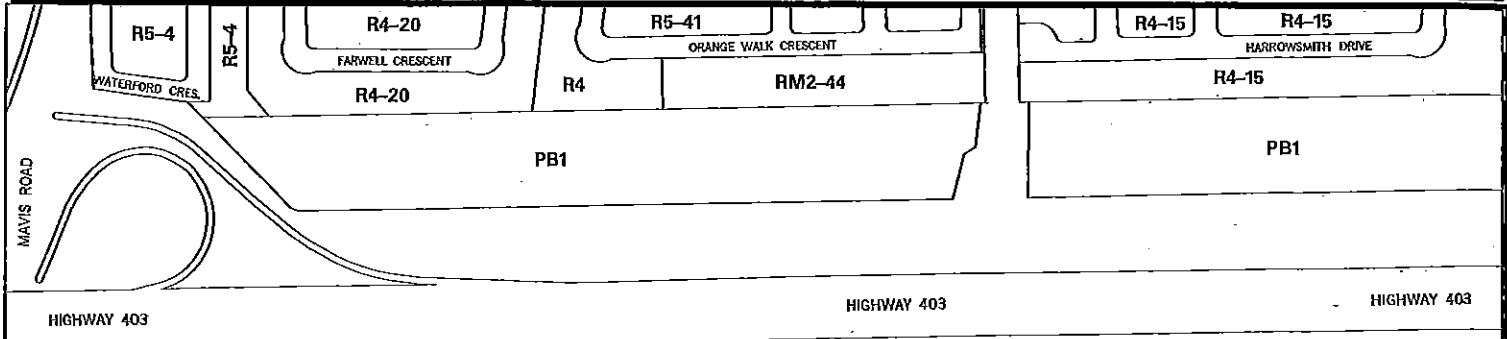 R5–4
R5–4
R4–20
R5–41
R4–15
R4–15
ORANGE WALK CRESCENT
HARROWSMITH DRIVE
FARWELL CRESCENT
WATERFORD CRES.
R4–20
R4
RM2–44
R4–15
PB1
PB1
MAVIS ROAD
HIGHWAY 403
HIGHWAY 403
HIGHWAY 403